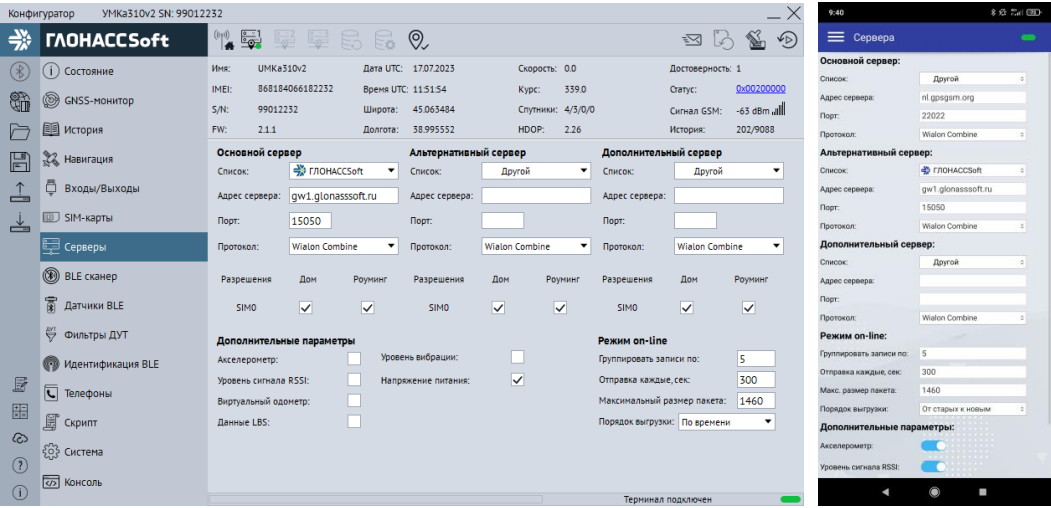 Конфигуратор УМКа310v2 SN: 99012232
ГЛОНАССSoft
Имя: UMKa310v2 Дата UTC: 17.07.2023 Скорость: 0.0 Достоверность: 1
IMEI: 868184066182232 Время UTC: 11:51:54 Курс: 339.0 Статус: 0x00200000
S/N: 99012232 Широта: 45.063484 Спутники: 4/3/0/0 Сигнал GSM: -63 dBm
FW: 2.1.1 Долгота: 38.995552 HDOP: 2.26 История: 202/9088
Состояние
GNSS-монитор
История
Навигация
Входы/Выходы
SIM-карты
Серверы
BLE сканер
Датчики BLE
Фильтры ДУТ
Идентификация BLE
Телефоны
Скрипт
Система
Консоль
Основной сервер Альтернативный сервер Дополнительный сервер
Список: ГЛОНАССSoft Список: Другой Список: Другой
Адрес сервера: gw1.glonasssoft.ru Адрес сервера: Адрес сервера:
Порт: 15050 Порт: Порт:
Протокол: Wialon Combine Протокол: Wialon Combine Протокол: Wialon Combine
Разрешения Дом Роуминг Разрешения Дом Роуминг Разрешения Дом Роуминг
SIM0 SIM0 SIM0
Дополнительные параметры Режим on-line
Акселерометр: Уровень вибрации: Группировать записи по: 5
Уровень сигнала RSSI: Напряжение питания: Отправка каждые, сек: 300
Виртуальный одометр: Максимальный размер пакета: 1460
Данные LBS: Порядок выгрузки: По времени
Терминал подключен
9:40
Сервера
Основной сервер:
Список: Другой
Адрес сервера: nl.gpsgsm.org
Порт: 22022
Протокол: Wialon Combine
Альтернативный сервер:
Список: ГЛОНАССSoft
Адрес сервера: gw1.glonasssoft.ru
Порт: 15050
Протокол: Wialon Combine
Дополнительный сервер:
Список: Другой
Адрес сервера:
Порт:
Протокол: Wialon Combine
Режим on-line:
Группировать записи по: 5
Отправка каждые, сек: 300
Макс. размер пакета: 1460
Порядок выгрузки: От старых к новым
Дополнительные параметры:
Акселерометр:
Уровень сигнала RSSI: